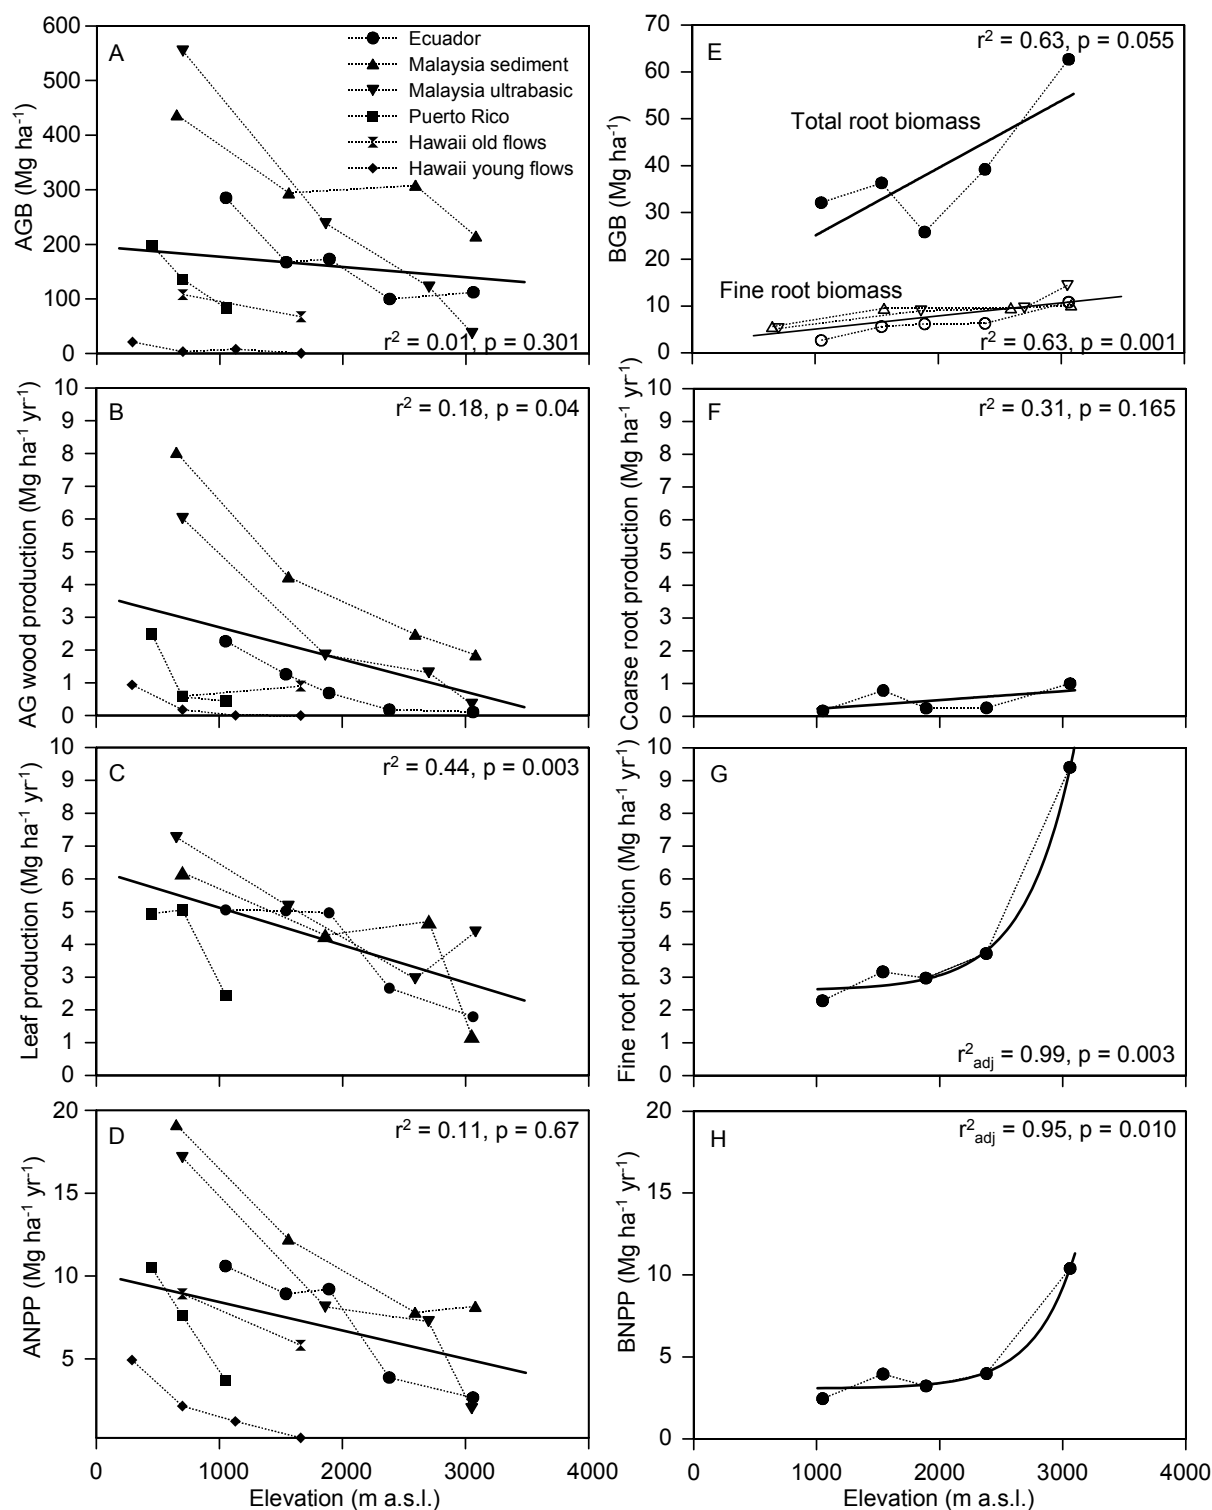 600
500
400
300
200
100
0
AGB (Mg ha⁻¹)
A
Ecuador
Malaysia sediment
Malaysia ultrabasic
Puerto Rico
Hawaii old flows
Hawaii young flows
r² = 0.01, p = 0.301
70
60
50
40
30
20
10
0
BGB (Mg ha⁻¹)
E
r² = 0.63, p = 0.055
Total root biomass
Fine root biomass
r² = 0.63, p = 0.001
10
9
8
7
6
5
4
3
2
1
0
AG wood production (Mg ha⁻¹ yr⁻¹)
B
r² = 0.18, p = 0.04
10
9
8
7
6
5
4
3
2
1
0
Coarse root production (Mg ha⁻¹ yr⁻¹)
F
r² = 0.31, p = 0.165
10
9
8
7
6
5
4
3
2
1
0
Leaf production (Mg ha⁻¹ yr⁻¹)
C
r² = 0.44, p = 0.003
10
9
8
7
6
5
4
3
2
1
0
Fine root production (Mg ha⁻¹ yr⁻¹)
G
r²adj = 0.99, p = 0.003
20
15
10
5
ANPP (Mg ha⁻¹ yr⁻¹)
D
r² = 0.11, p = 0.67
0 1000 2000 3000 4000
Elevation (m a.s.l.)
20
15
10
5
0
BNPP (Mg ha⁻¹ yr⁻¹)
H
r²adj = 0.95, p = 0.010
0 1000 2000 3000 4000
Elevation (m a.s.l.)